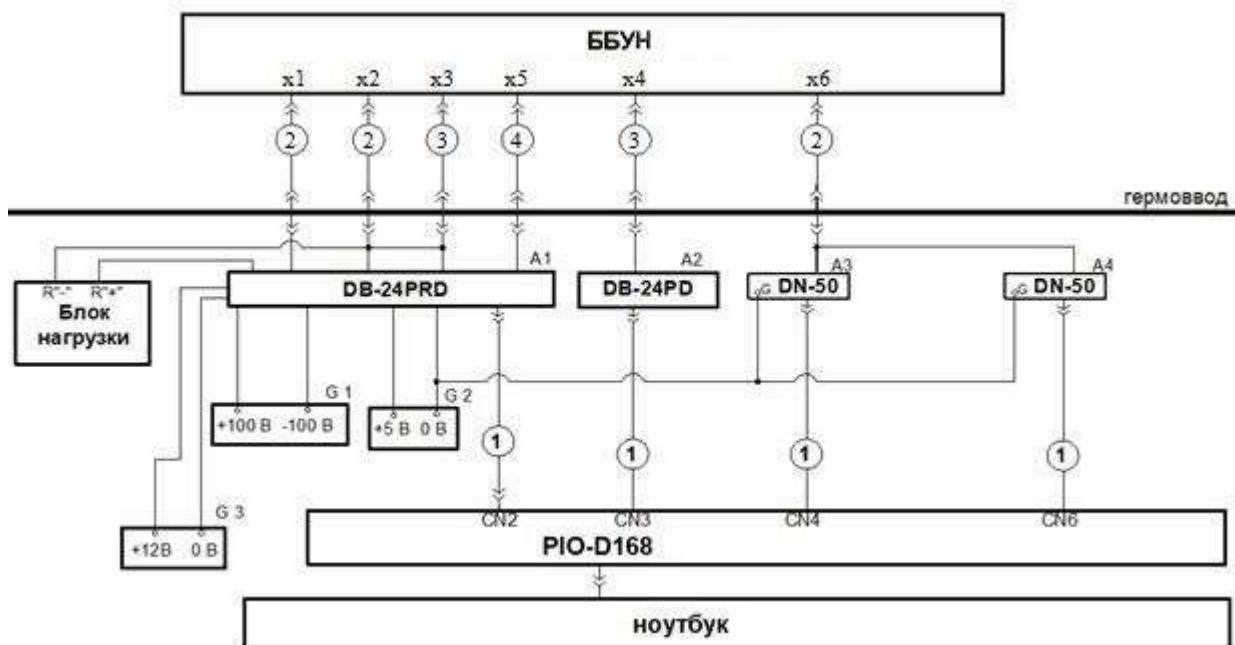 ББУН
x1 x2 x3 x5 x4 x6
2 2 3 4 3 2
гермоввод
A1 A2 A3 A4
R"-" R"+"
Блок
нагрузки
DB-24PRD
DB-24PD
G DN-50
G DN-50
G 1
+100 В -100 В
G 2
+5 В 0 В
1 1 1 1
G 3
+12В 0 В
CN2 CN3 CN4 CN6
PIO-D168
ноутбук